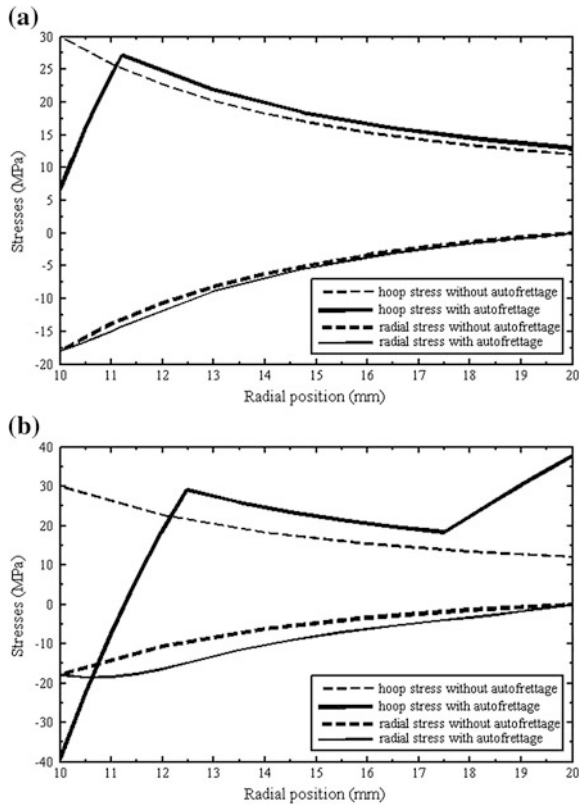 (a)
30
25
20
15
10
5
0
-5
-10
-15
-20
Stresses (MPa)
hoop stress without autofrettage
hoop stress with autofrettage
radial stress without autofrettage
radial stress with autofrettage
10 11 12 13 14 15 16 17 18 19 20
Radial position (mm)
(b)
40
30
20
10
0
-10
-20
-30
-40
Stresses (MPa)
hoop stress without autofrettage
hoop stress with autofrettage
radial stress without autofrettage
radial stress with autofrettage
10 11 12 13 14 15 16 17 18 19 20
Radial position (mm)